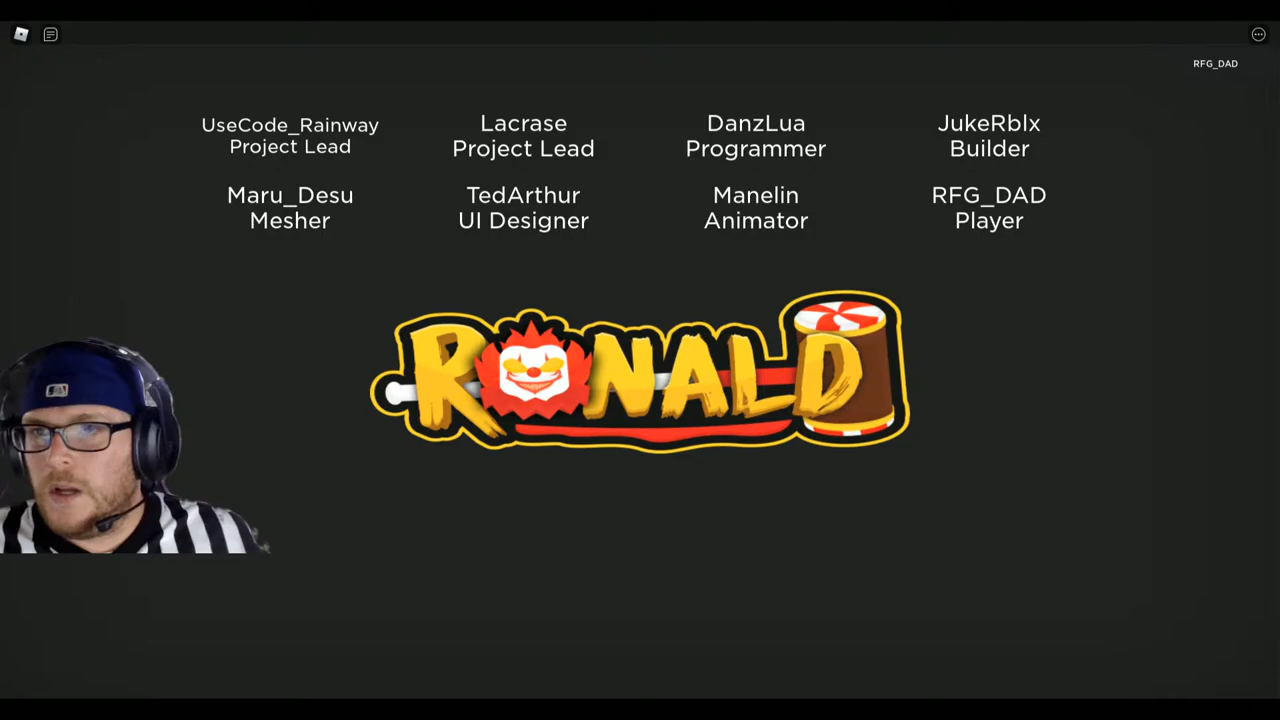 RFG_DAD
UseCode_Rainway
Project Lead
Lacrase
Project Lead
DanzLua
Programmer
JukeRblx
Builder
Maru_Desu
Mesher
TedArthur
UI Designer
Manelin
Animator
RFG_DAD
Player
RONALD